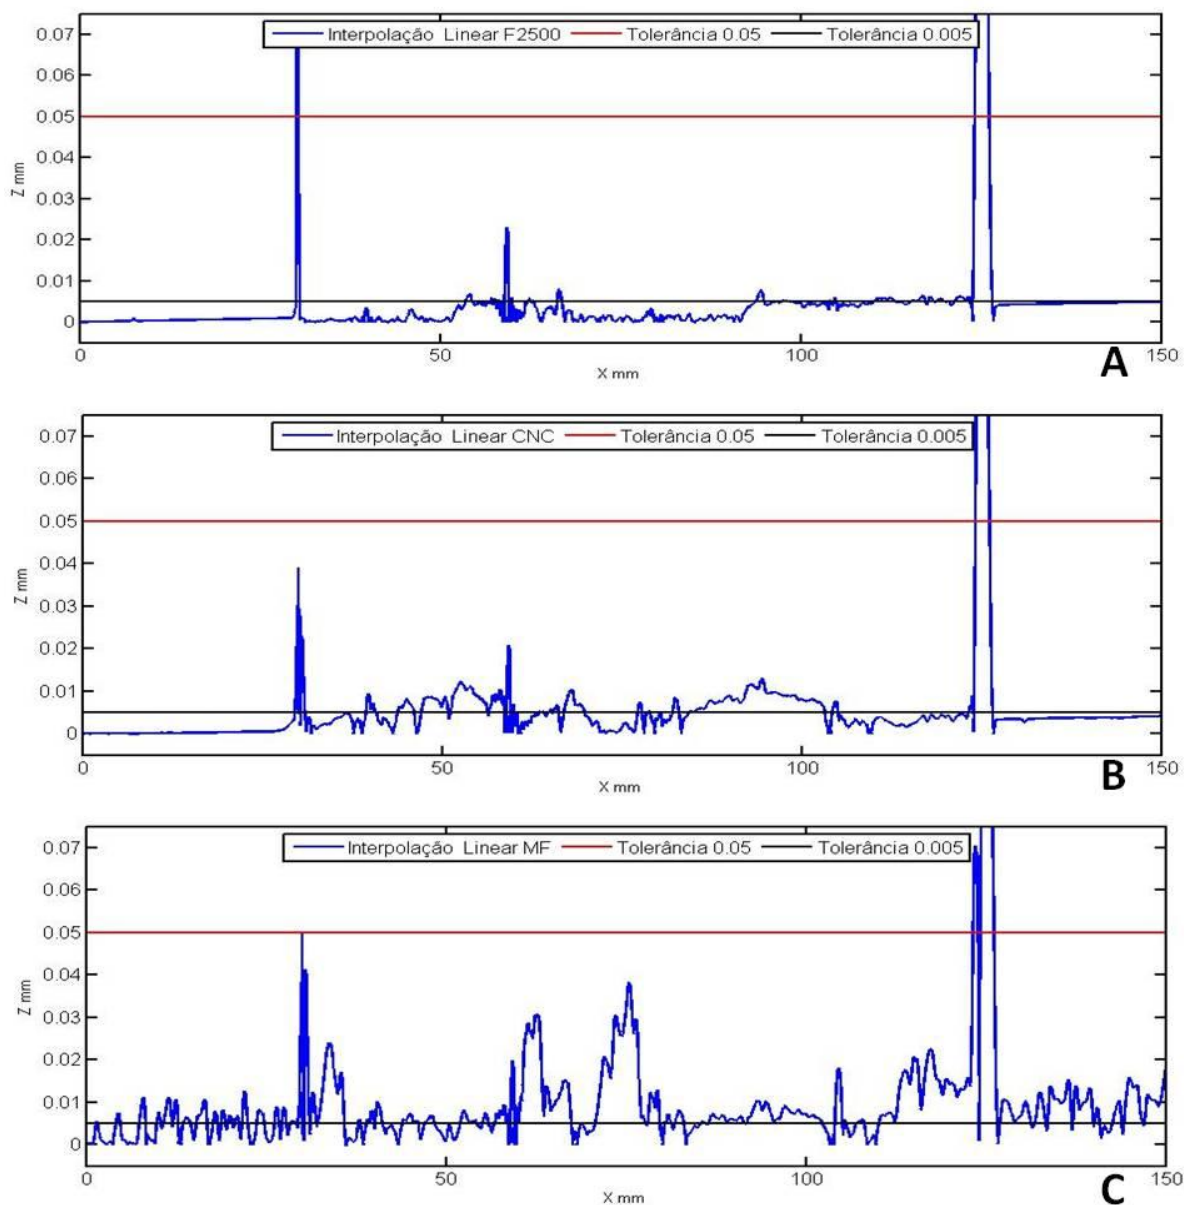 Interpolação Linear F2500 Tolerância 0.05 Tolerância 0.005
0.07
0.06
0.05
0.04
0.03
0.02
0.01
0
Z mm
0 50 100 150
X mm
A
Interpolação Linear CNC Tolerância 0.05 Tolerância 0.005
0.07
0.06
0.05
0.04
0.03
0.02
0.01
0
Z mm
0 50 100 150
X mm
B
Interpolação Linear MF Tolerância 0.05 Tolerância 0.005
0.07
0.06
0.05
0.04
0.03
0.02
0.01
0
Z mm
0 50 100 150
X mm
C